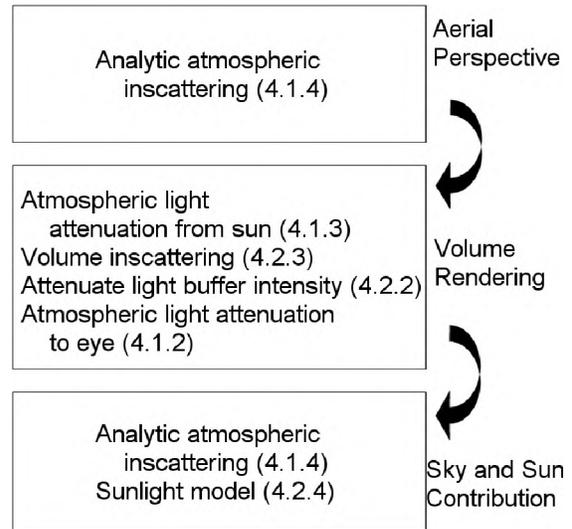 Analytic atmospheric
inscattering (4.1.4)
Aerial
Perspective
Atmospheric light
attenuation from sun (4.1.3)
Volume inscattering (4.2.3)
Attenuate light buffer intensity (4.2.2)
Atmospheric light attenuation
to eye (4.1.2)
Volume
Rendering
Analytic atmospheric
inscattering (4.1.4)
Sunlight model (4.2.4)
Sky and Sun
Contribution